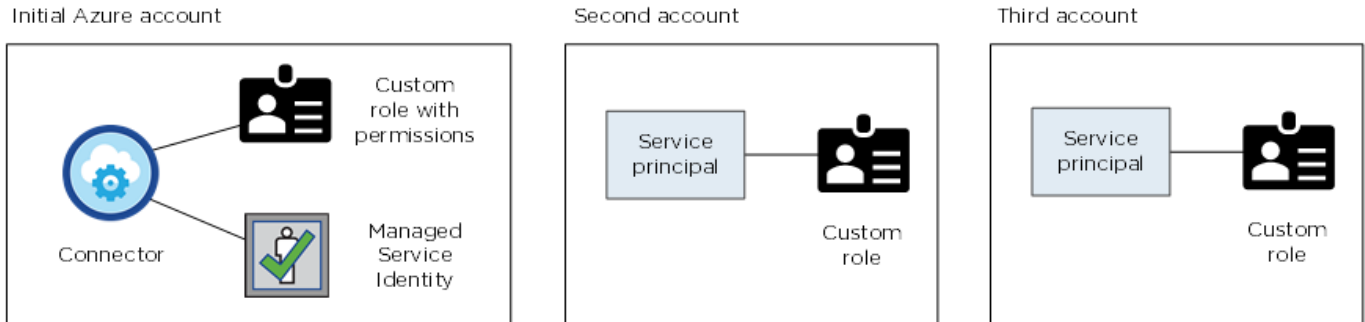 Initial Azure account
Second account
Third account
Custom
role with
permissions
Connector
Managed
Service
Identity
Service
principal
Custom
role
Service
principal
Custom
role